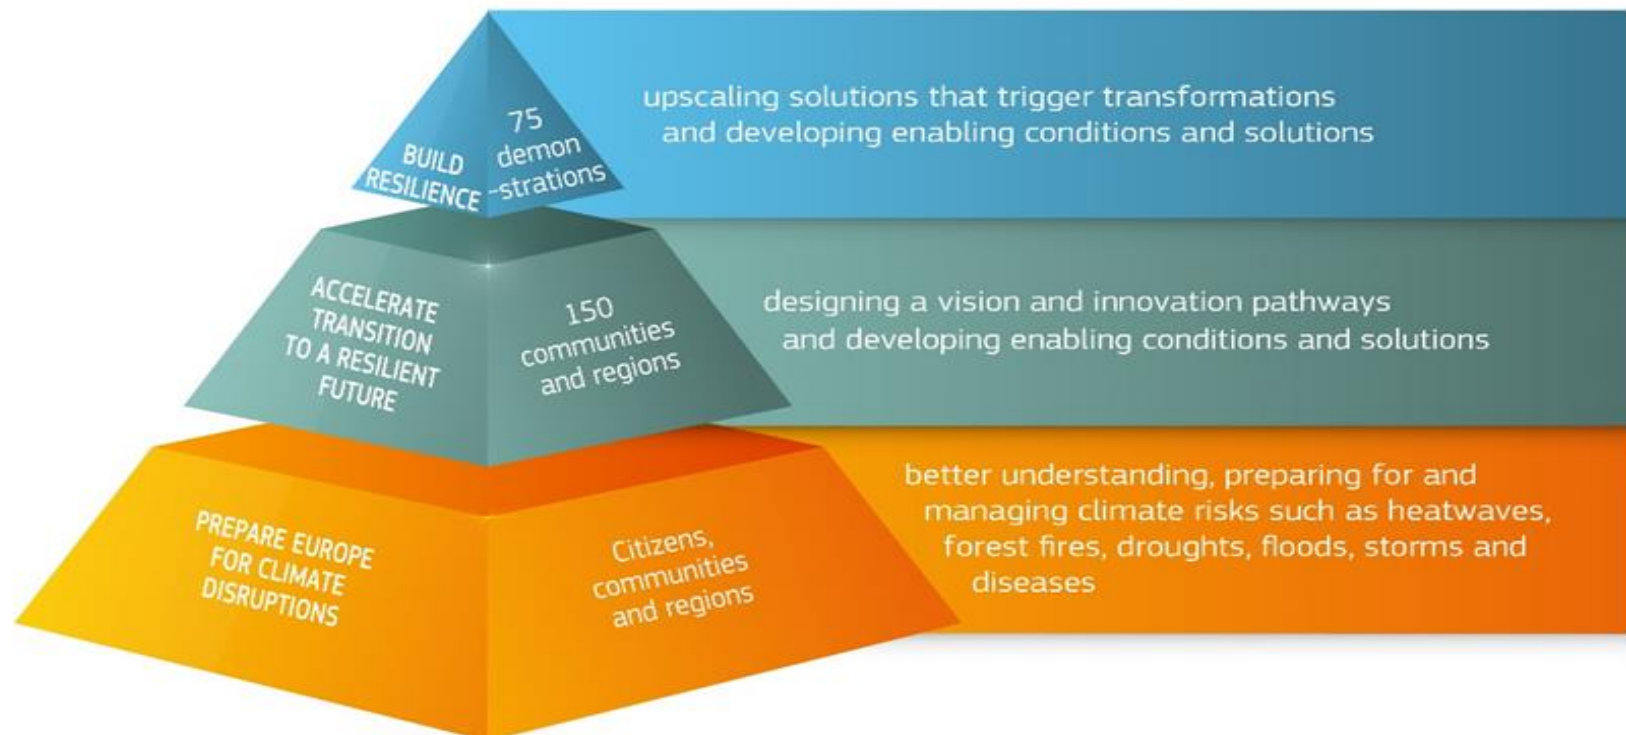 BUILD
RESILIENCE
75
demon
-strations
upscaling solutions that trigger transformations
and developing enabling conditions and solutions
ACCELERATE
TRANSITION
TO A RESILIENT
FUTURE
150
communities
and regions
designing a vision and innovation pathways
and developing enabling conditions and solutions
PREPARE EUROPE
FOR CLIMATE
DISRUPTIONS
Citizens,
communities
and regions
better understanding, preparing for and
managing climate risks such as heatwaves,
forest fires, droughts, floods, storms and
diseases